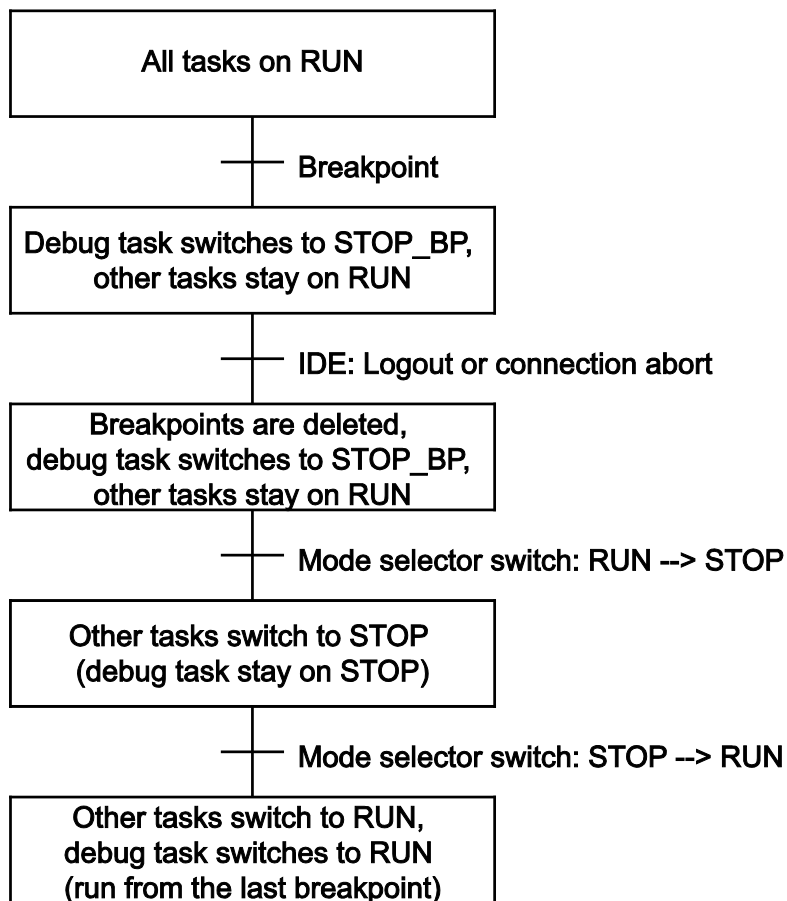 All tasks on RUN
Breakpoint
Debug task switches to STOP_BP,
other tasks stay on RUN
IDE: Logout or connection abort
Breakpoints are deleted,
debug task switches to STOP_BP,
other tasks stay on RUN
Mode selector switch: RUN --> STOP
Other tasks switch to STOP
(debug task stay on STOP)
Mode selector switch: STOP --> RUN
Other tasks switch to RUN,
debug task switches to RUN
(run from the last breakpoint)